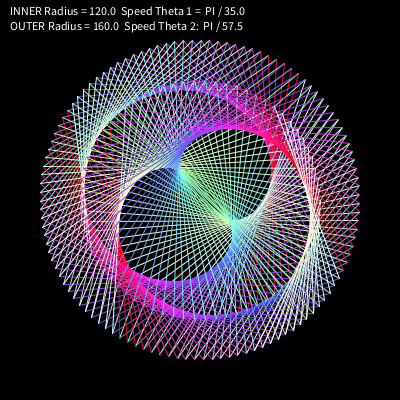 INNER Radius = 120.0  Speed Theta 1 =  PI / 35.0
OUTER Radius = 160.0  Speed Theta 2:  PI / 57.5